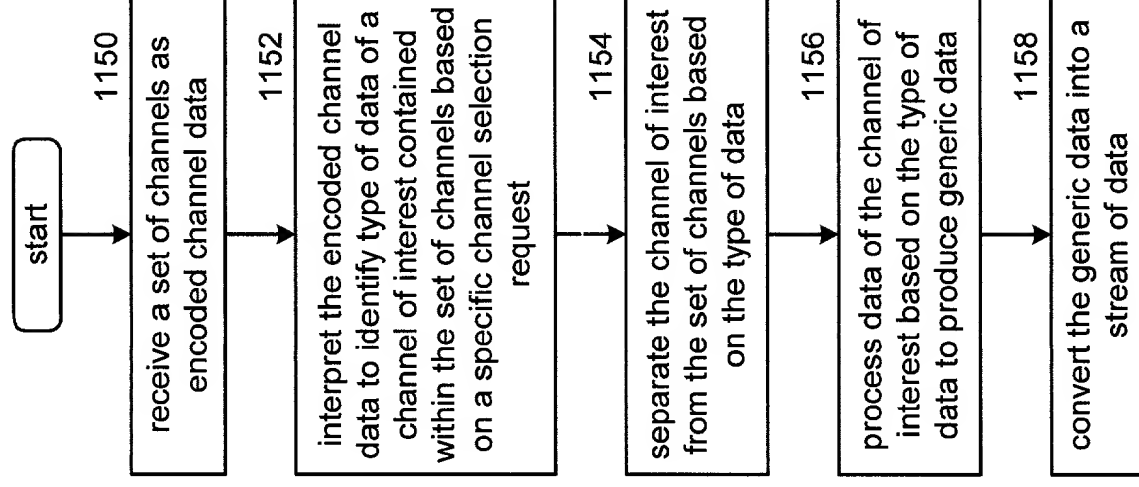 start
1150
receive a set of channels as
encoded channel data
1152
interpret the encoded channel
data to identify type of data of a
channel of interest contained
within the set of channels based
on a specific channel selection
request
1154
separate the channel of interest
from the set of channels based
on the type of data
1156
process data of the channel of
interest based on the type of
data to produce generic data
1158
convert the generic data into a
stream of data